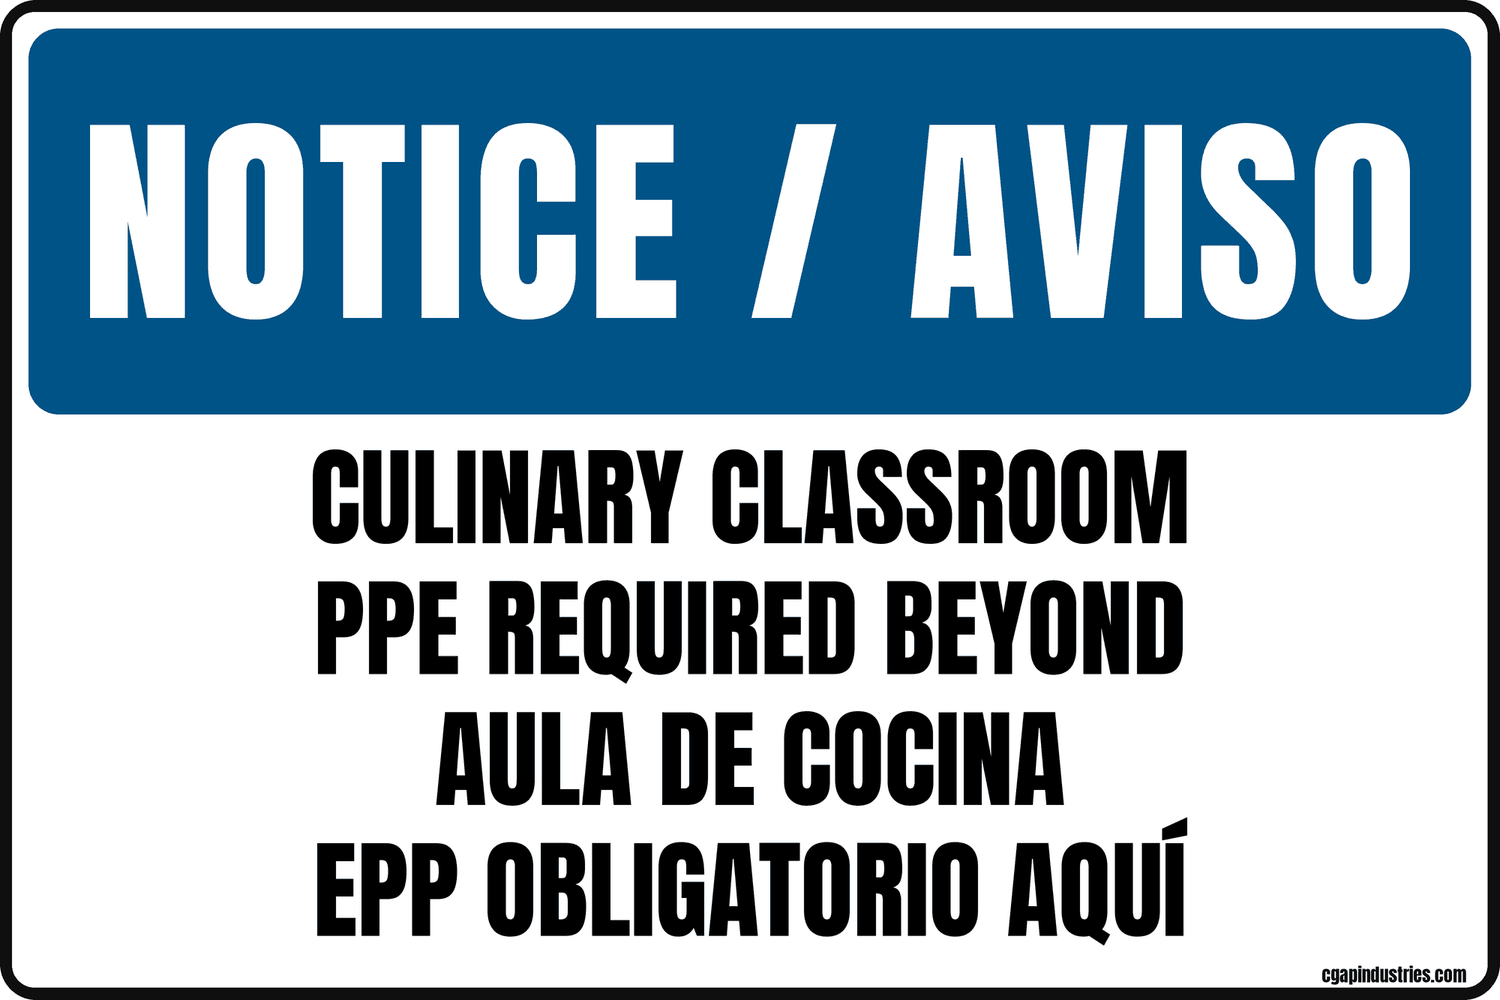 NOTICE / AVISO
CULINARY CLASSROOM
PPE REQUIRED BEYOND
AULA DE COCINA
EPP OBLIGATORIO AQUÍ
cgapindustries.com